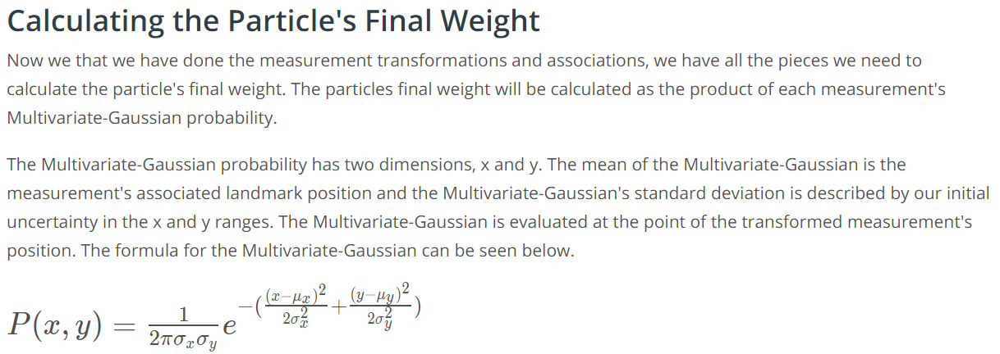 Calculating the Particle's Final Weight
Now we that we have done the measurement transformations and associations, we have all the pieces we need to
calculate the particle's final weight. The particles final weight will be calculated as the product of each measurement's
Multivariate-Gaussian probability.
The Multivariate-Gaussian probability has two dimensions, x and y. The mean of the Multivariate-Gaussian is the
measurement's associated landmark position and the Multivariate-Gaussian's standard deviation is described by our initial
uncertainty in the x and y ranges. The Multivariate-Gaussian is evaluated at the point of the transformed measurement's
position. The formula for the Multivariate-Gaussian can be seen below.
$P(x, y) = \frac{1}{2\pi\sigma_x\sigma_y} e^{-(\frac{(x-\mu_x)^2}{2\sigma_x^2} + \frac{(y-\mu_y)^2}{2\sigma_y^2})}$